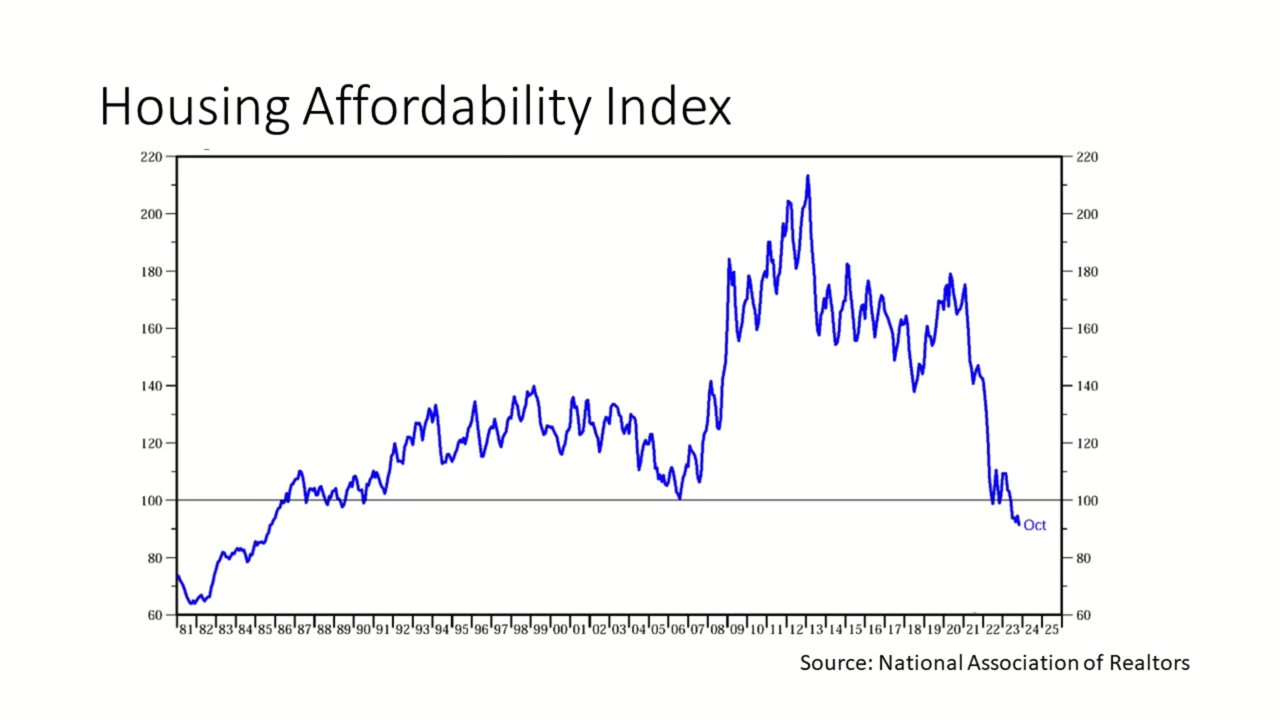 Housing Affordability Index
220 220
200 200
180 180
160 160
140 140
120 120
100 100
Oct
80 80
60 60
81 82 83 84 85 86 87 88 89 90 91 92 93 94 95 96 97 98 99 00 01 02 03 04 05 06 07 08 09 10 11 12 13 14 15 16 17 18 19 20 21 22 23 24 25
Source: National Association of Realtors